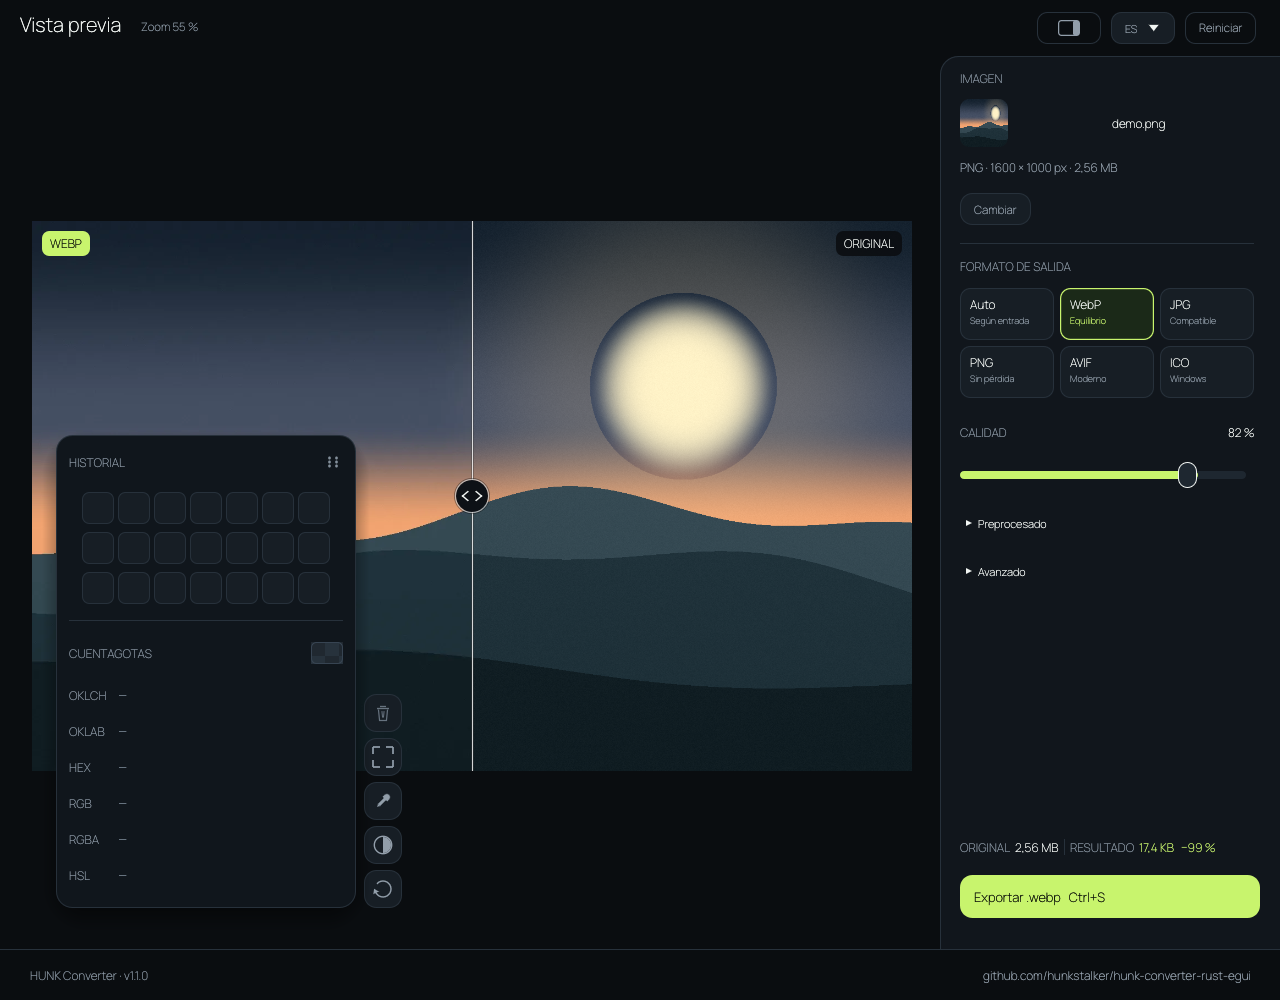 Vista previa Zoom 55 %
ES Reiniciar
IMAGEN
demo.png
PNG · 1600 × 1000 px · 2,56 MB
Cambiar
WEBP
ORIGINAL
FORMATO DE SALIDA
Auto
Según entrada
WebP
Equilibrio
JPG
Compatible
PNG
Sin pérdida
AVIF
Moderno
ICO
Windows
CALIDAD 82 %
Preprocesado
Avanzado
HISTORIAL
CUENTAGOTAS
OKLCH —
OKLAB —
HEX —
RGB —
RGBA —
HSL —
ORIGINAL 2,56 MB RESULTADO 17,4 KB −99 %
Exportar .webp Ctrl+S
HUNK Converter · v1.1.0
github.com/hunkstalker/hunk-converter-rust-egui